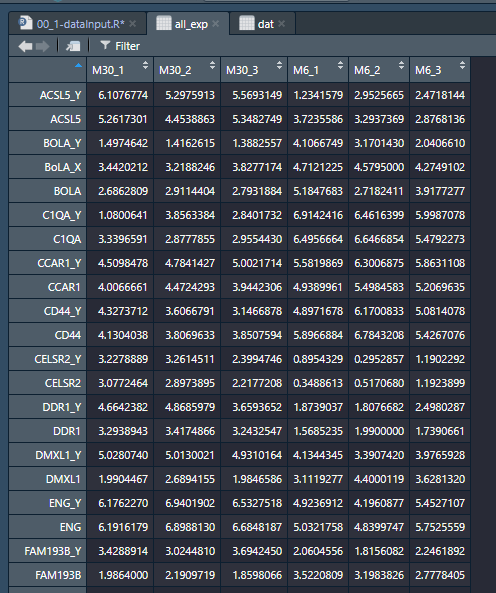 00_1-dataInput.R* × all_exp × dat ×
Filter
M30_1 M30_2 M30_3 M6_1 M6_2 M6_3
ACSL5_Y 6.1076774 5.2975913 5.5693149 1.2341579 2.9525665 2.4718144
ACSL5 5.2617301 4.4538863 5.3482749 3.7235586 3.2937369 2.8768136
BOLA_Y 1.4974642 1.4162615 1.3882557 4.1066749 3.1701430 2.0406610
BoLA_X 3.4420212 3.2188246 3.8277174 4.7121225 4.5795000 4.2749102
BOLA 2.6862809 2.9114404 2.7931884 5.1847683 2.7182411 3.9177277
C1QA_Y 1.0800641 3.8563384 2.8401732 6.9142416 6.4616399 5.9987078
C1QA 3.3396591 2.8777855 2.9554430 6.4956664 6.6466854 5.4792273
CCAR1_Y 4.5098478 4.7841427 5.0021714 5.5819869 6.3006875 5.8631108
CCAR1 4.0066661 4.4724293 3.9442306 4.9389961 5.4984583 5.2069635
CD44_Y 4.3273712 3.6066791 3.1466878 4.8971678 6.1700833 5.0814078
CD44 4.1304038 3.8069633 3.8507594 5.8966884 6.7843208 5.4267076
CELSR2_Y 3.2278889 3.2614511 2.3994746 0.8954329 0.2952857 1.1902292
CELSR2 3.0772464 2.8973895 2.2177208 0.3488613 0.5170680 1.1923899
DDR1_Y 4.6642382 4.8685979 3.6593652 1.8739037 1.8076682 2.4980287
DDR1 3.2938943 3.4174866 3.2432547 1.5685235 1.9900000 1.7390661
DMXL1_Y 5.0280740 5.0130021 4.9310164 4.1344345 3.3907420 3.9765928
DMXL1 1.9904467 2.6894155 1.9846586 3.1119277 4.4000119 3.6281320
ENG_Y 6.1762270 6.9401902 6.5327518 4.9236912 4.1960877 5.4527107
ENG 6.1916179 6.8988130 6.6848187 5.0321758 4.8399747 5.7525559
FAM193B_Y 3.4288914 3.0244810 3.6942450 2.0604556 1.8156082 2.2461892
FAM193B 1.9864000 2.1909719 1.8598066 3.5220809 3.1983826 2.7778405